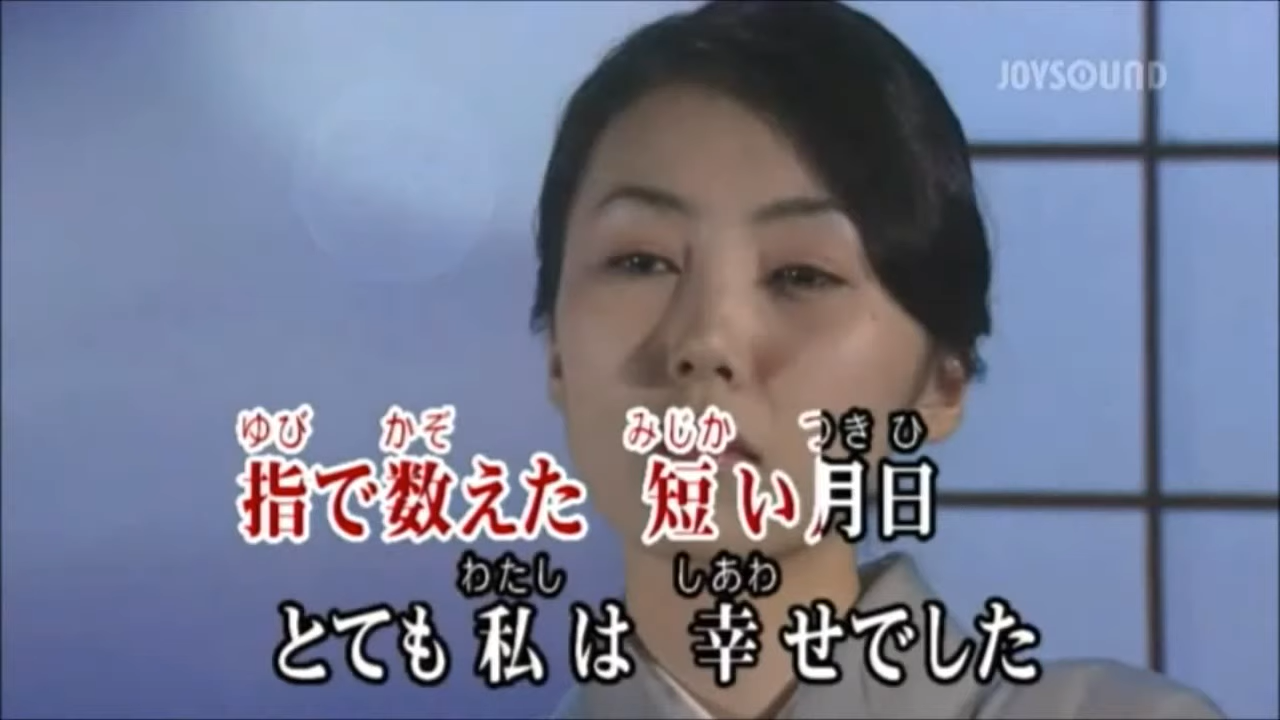 JOYSOUND
ゆび かぞ みじか つきひ
指で数えた 短い月日
わたし しあわ
とても私は 幸せでした